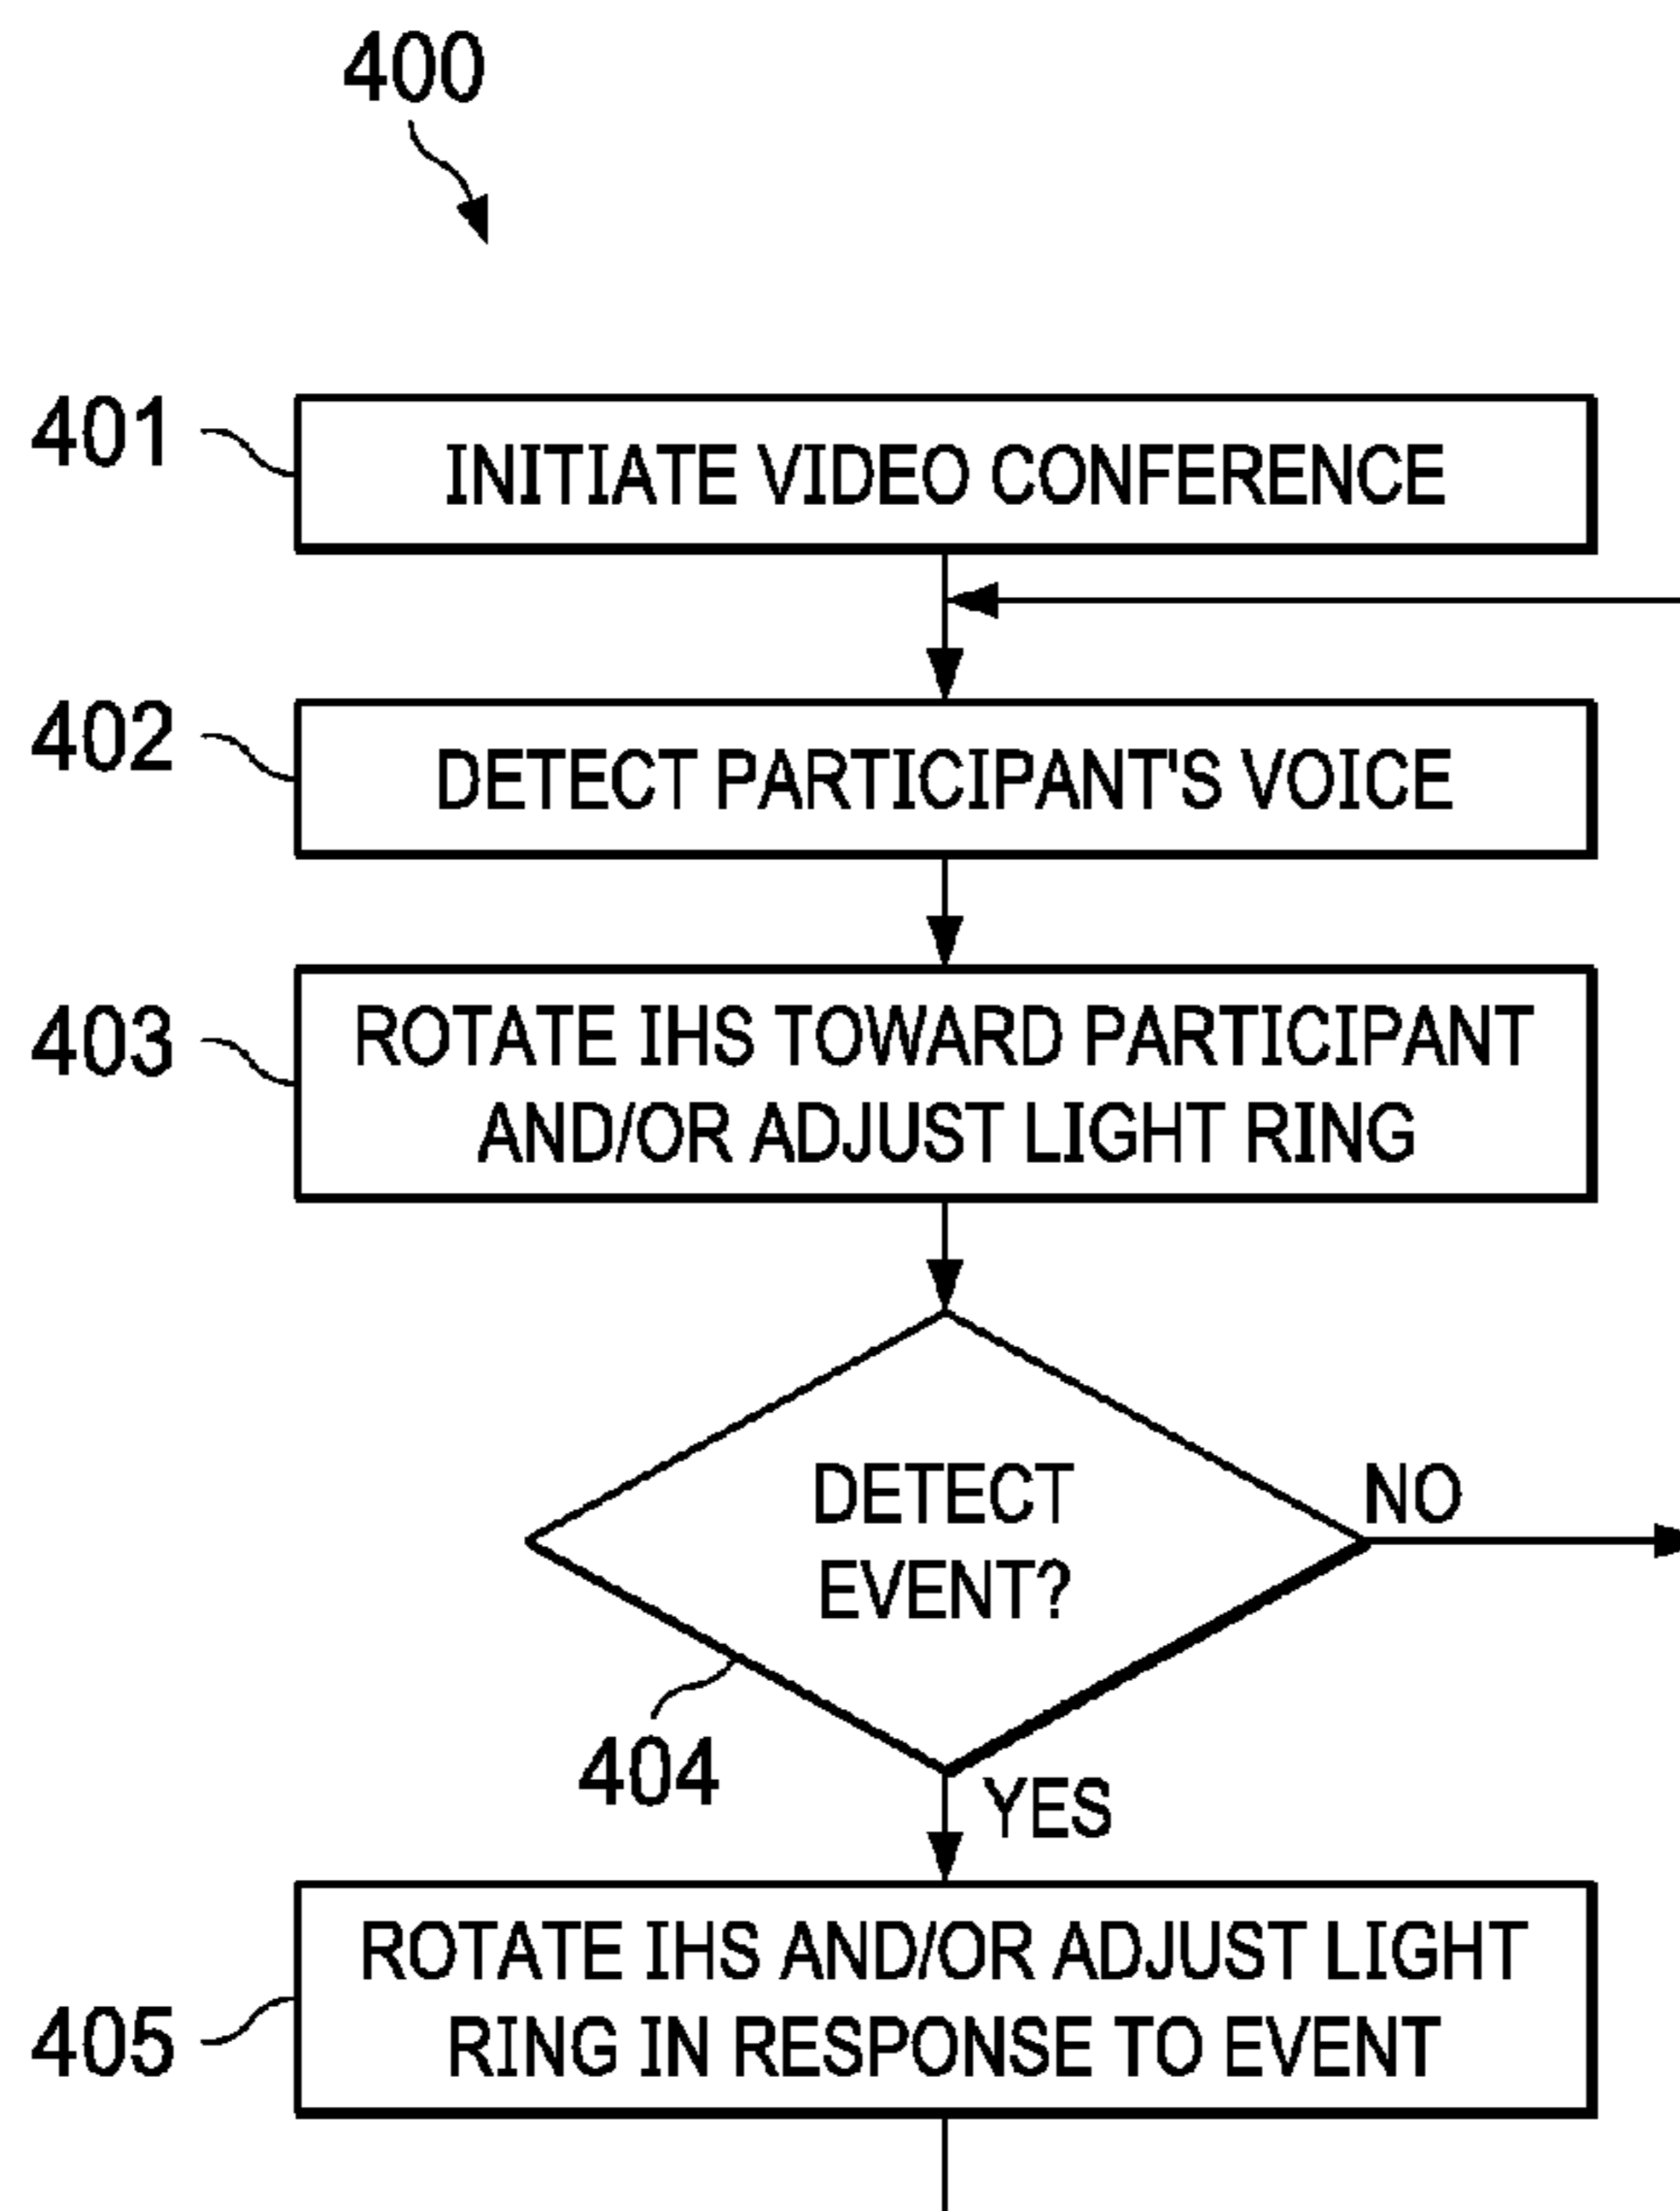 400
401
INITIATE VIDEO CONFERENCE
402
DETECT PARTICIPANT'S VOICE
403
ROTATE IHS TOWARD PARTICIPANT
AND/OR ADJUST LIGHT RING
DETECT
EVENT?
NO
404
YES
405
ROTATE IHS AND/OR ADJUST LIGHT
RING IN RESPONSE TO EVENT